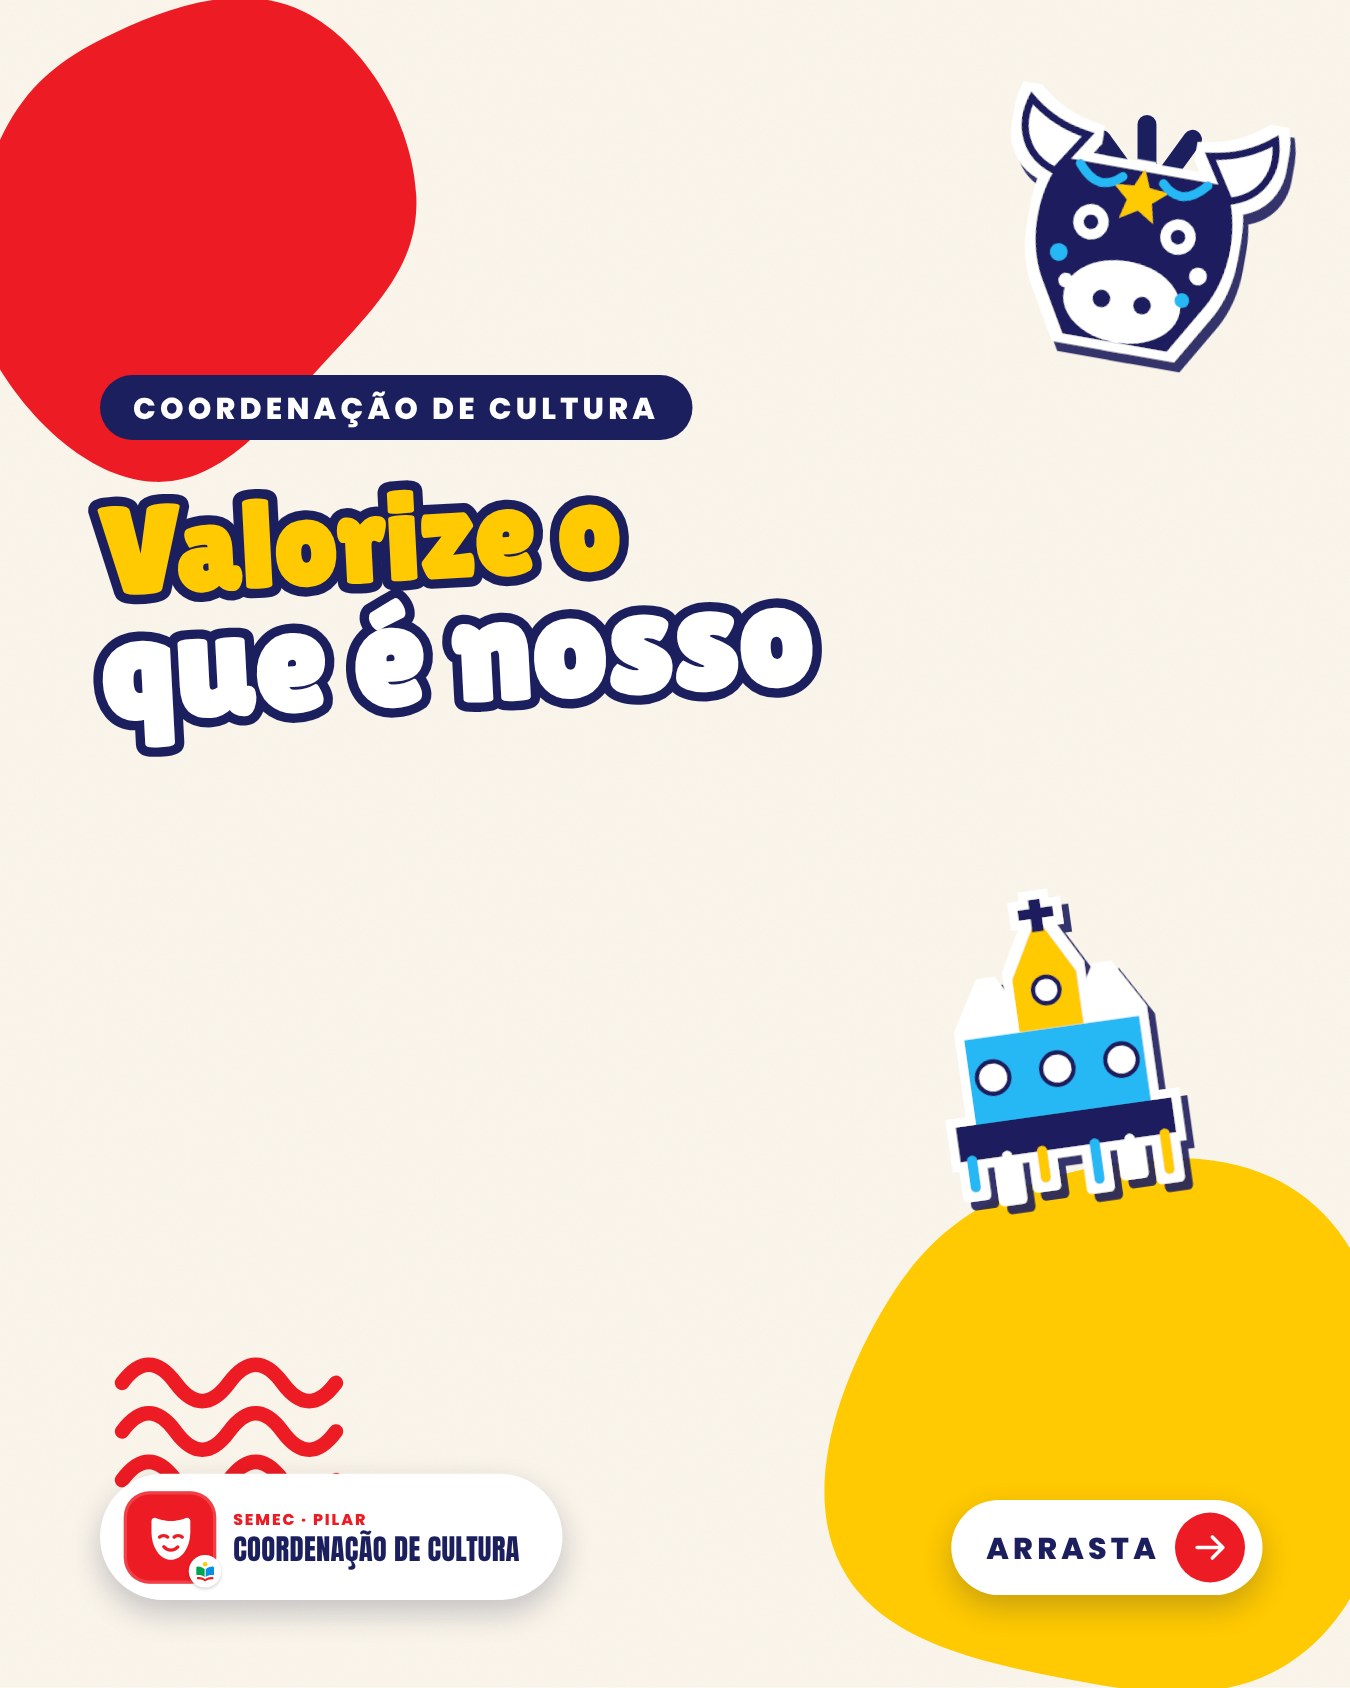 COORDENAÇÃO DE CULTURA
Valorize o
que é nosso
SEMEC · PILAR
COORDENAÇÃO DE CULTURA
ARRASTA